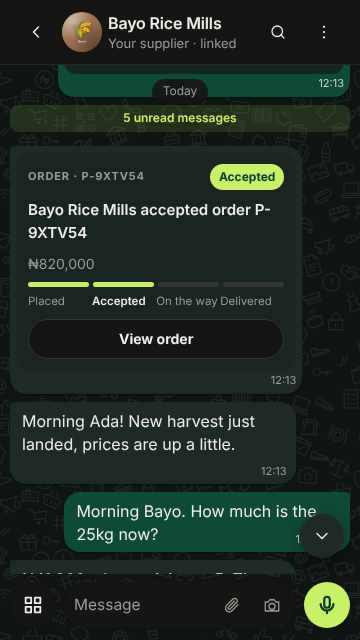 Bayo Rice Mills
Your supplier · linked
12:13
Today
5 unread messages
ORDER · P-9XTV54
Accepted
Bayo Rice Mills accepted order P-
9XTV54
₦820,000
Placed
Accepted
On the way
Delivered
View order
12:13
Morning Ada! New harvest just
landed, prices are up a little.
12:13
Morning Bayo. How much is the
25kg now?
Message